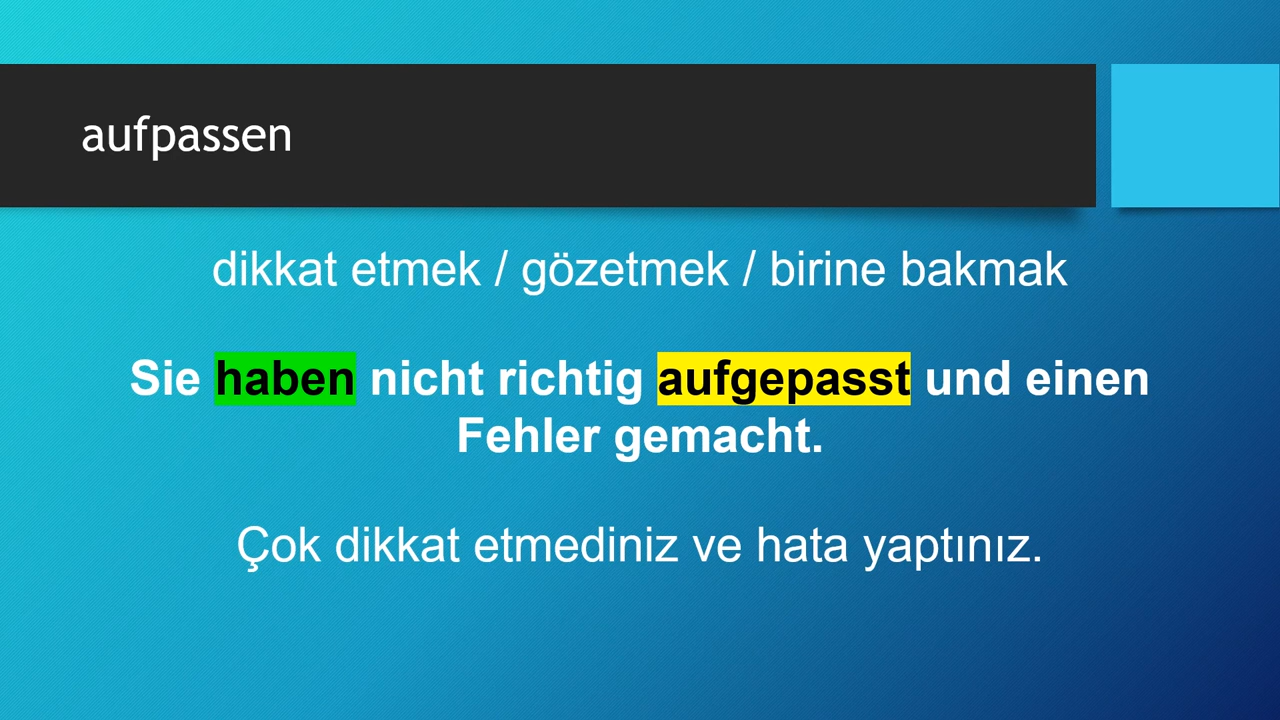 aufpassen
dikkat etmek / gözetmek / birine bakmak
Sie haben nicht richtig aufgepasst und einen
Fehler gemacht.
Çok dikkat etmediniz ve hata yaptınız.